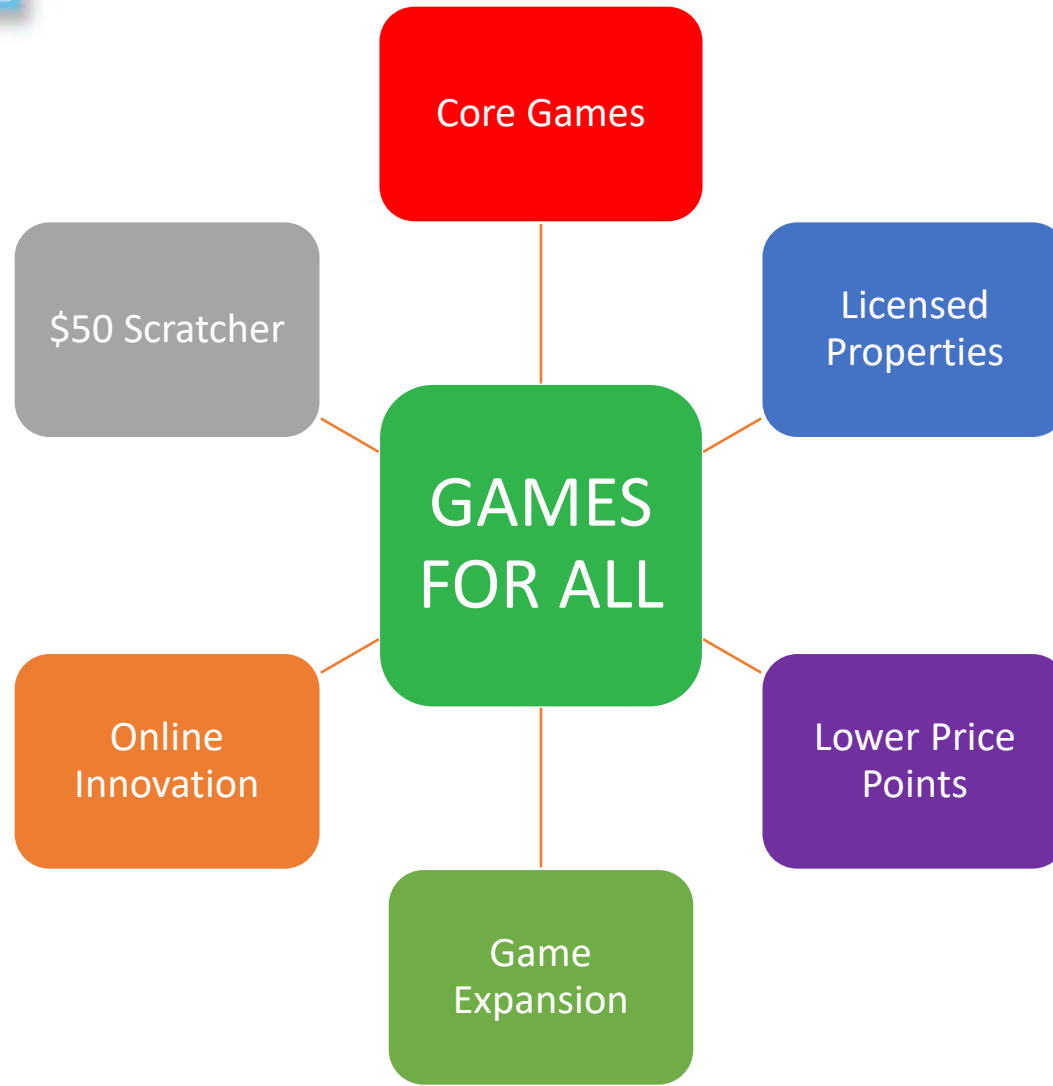 Core Games
$50 Scratcher
Licensed
Properties
GAMES
FOR ALL
Online
Innovation
Lower Price
Points
Game
Expansion